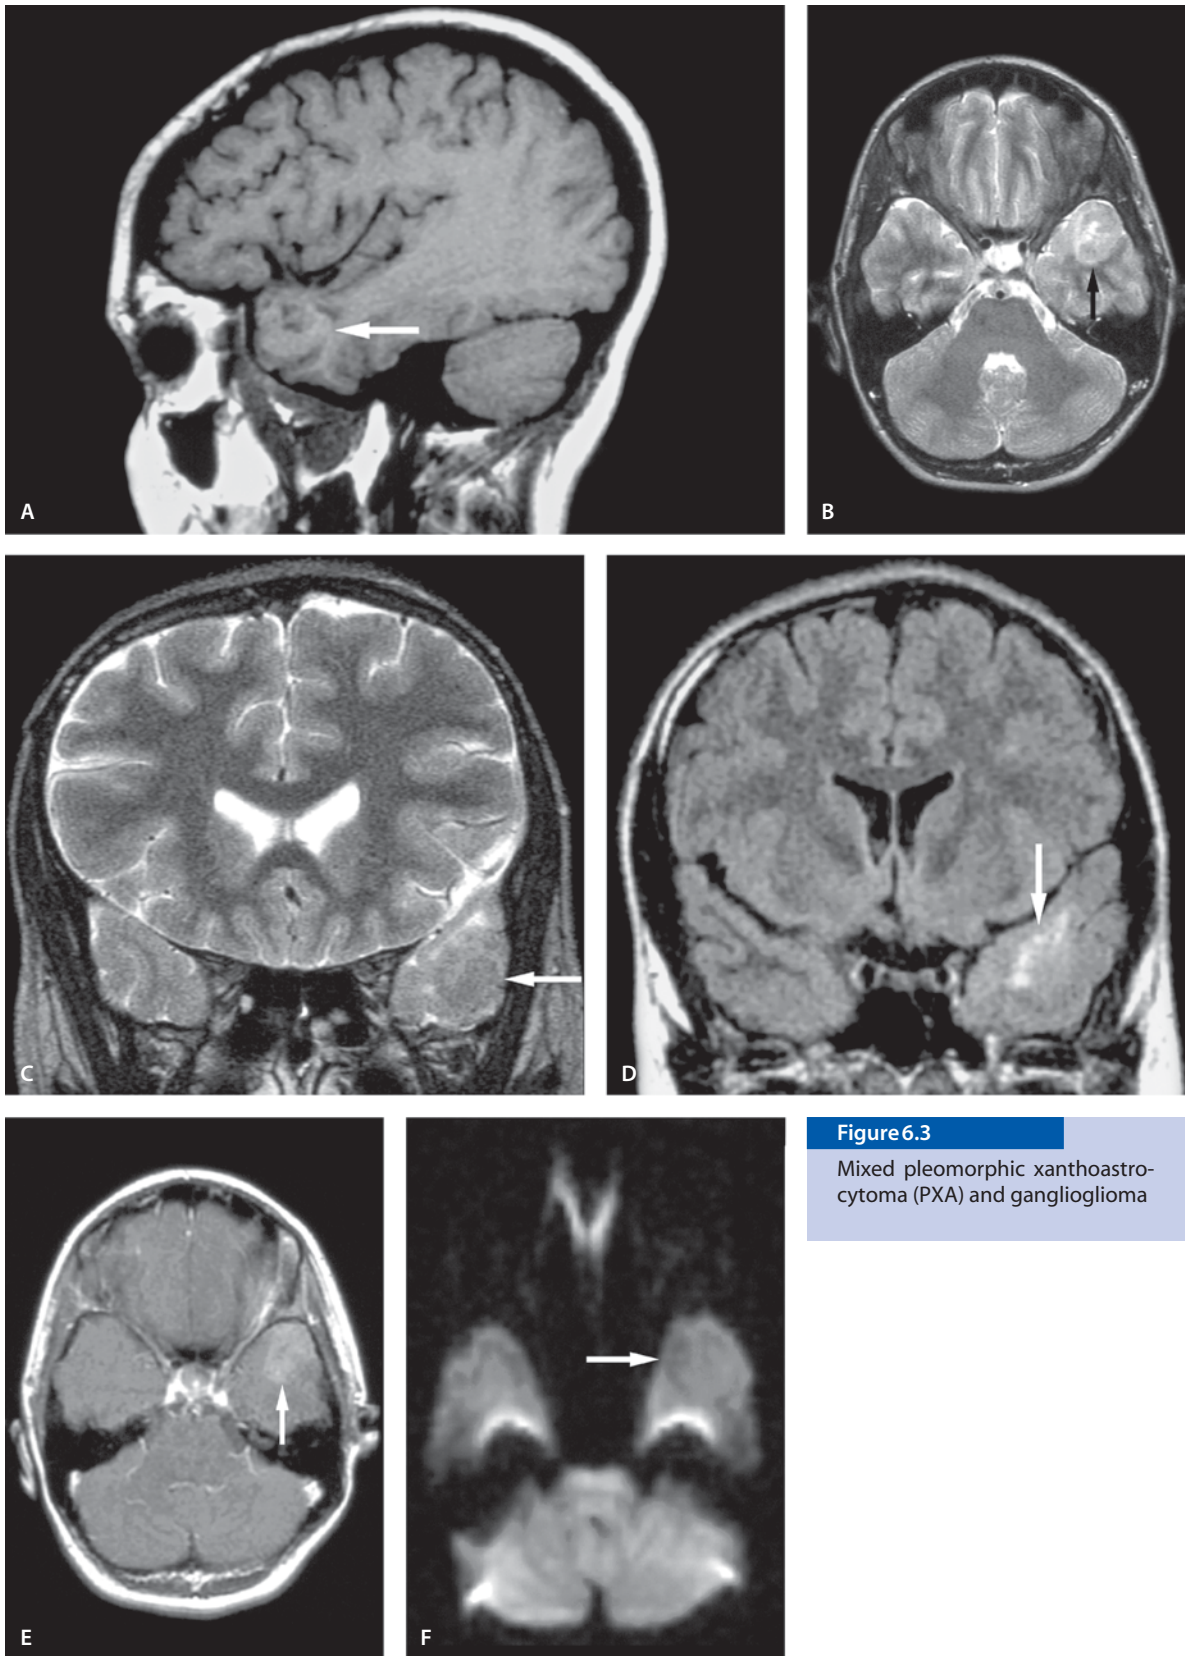 A
B
C
D
Figure 6.3
Mixed pleomorphic xanthoastro-
cytoma (PXA) and ganglioglioma
E
F